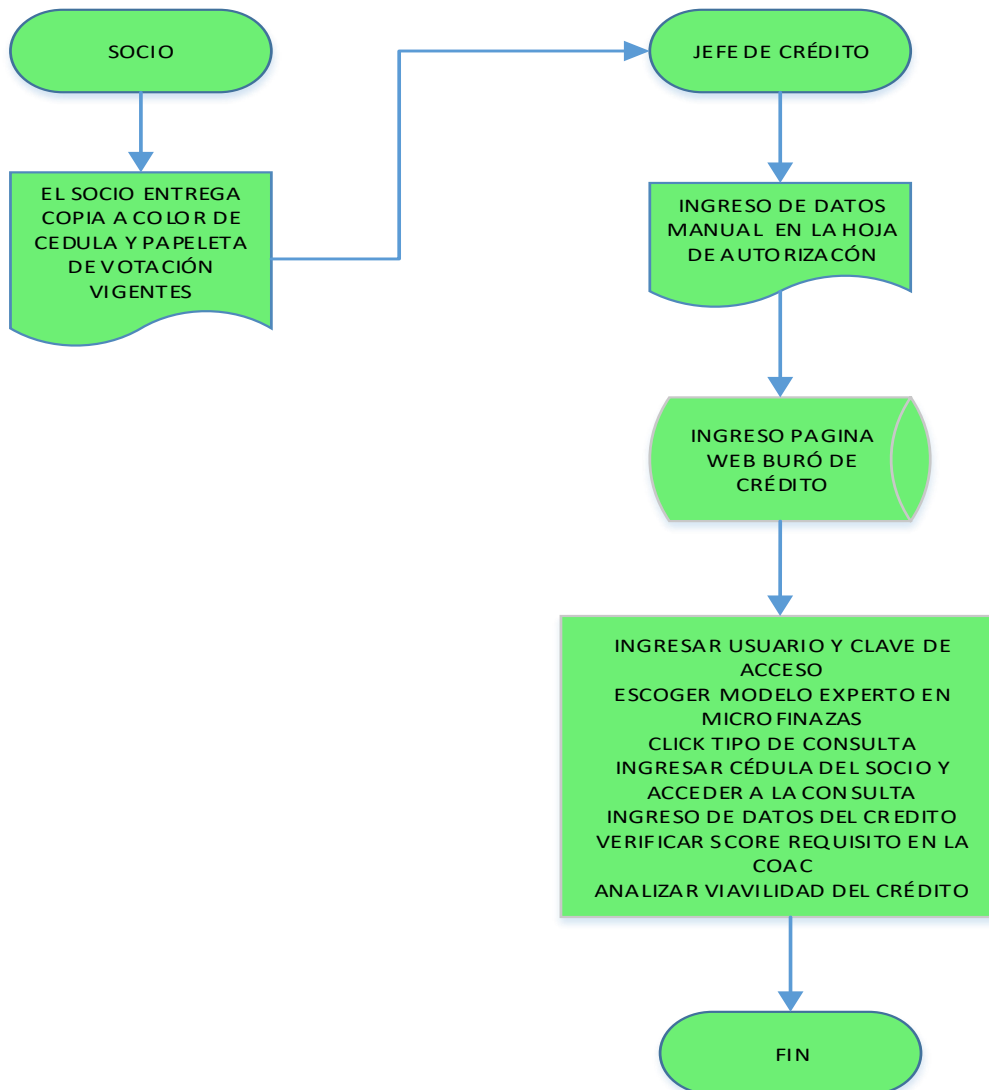 SOCIO
EL SOCIO ENTREGA
COPIA A COLOR DE
CEDULA Y PAPELETA
DE VOTACIÓN
VIGENTES
JEFE DE CRÉDITO
INGRESO DE DATOS
MANUAL EN LA HOJA
DE AUTORIZACÓN
INGRESO PAGINA
WEB BURÓ DE
CRÉDITO
INGRESAR USUARIO Y CLAVE DE
ACCESO
ESCOGER MODELO EXPERTO EN
MICROFINAZAS
CLICK TIPO DE CONSULTA
INGRESAR CÉDULA DEL SOCIO Y
ACCEDER A LA CONSULTA
INGRESO DE DATOS DEL CREDITO
VERIFICAR SCORE REQUISITO EN LA
COAC
ANALIZAR VIAVILIDAD DEL CRÉDITO
FIN